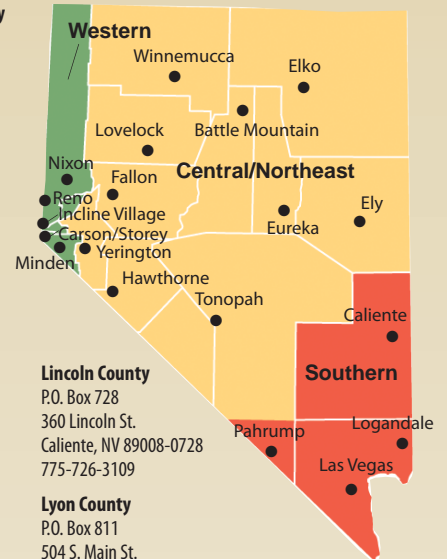 y
Western
Winnemucca
Elko
Lovelock
Battle Mountain
Nixon
Fallon
Central/Northeast
Reno
Incline Village
Carson/Storey
Eureka
Ely
Minden
Yerington
Hawthorne
Tonopah
Caliente
Southern
Logandale
Pahrump
Las Vegas
Lincoln County
P.O. Box 728
360 Lincoln St.
Caliente, NV 89008-0728
775-726-3109
Lyon County
P.O. Box 811
504 S. Main St.